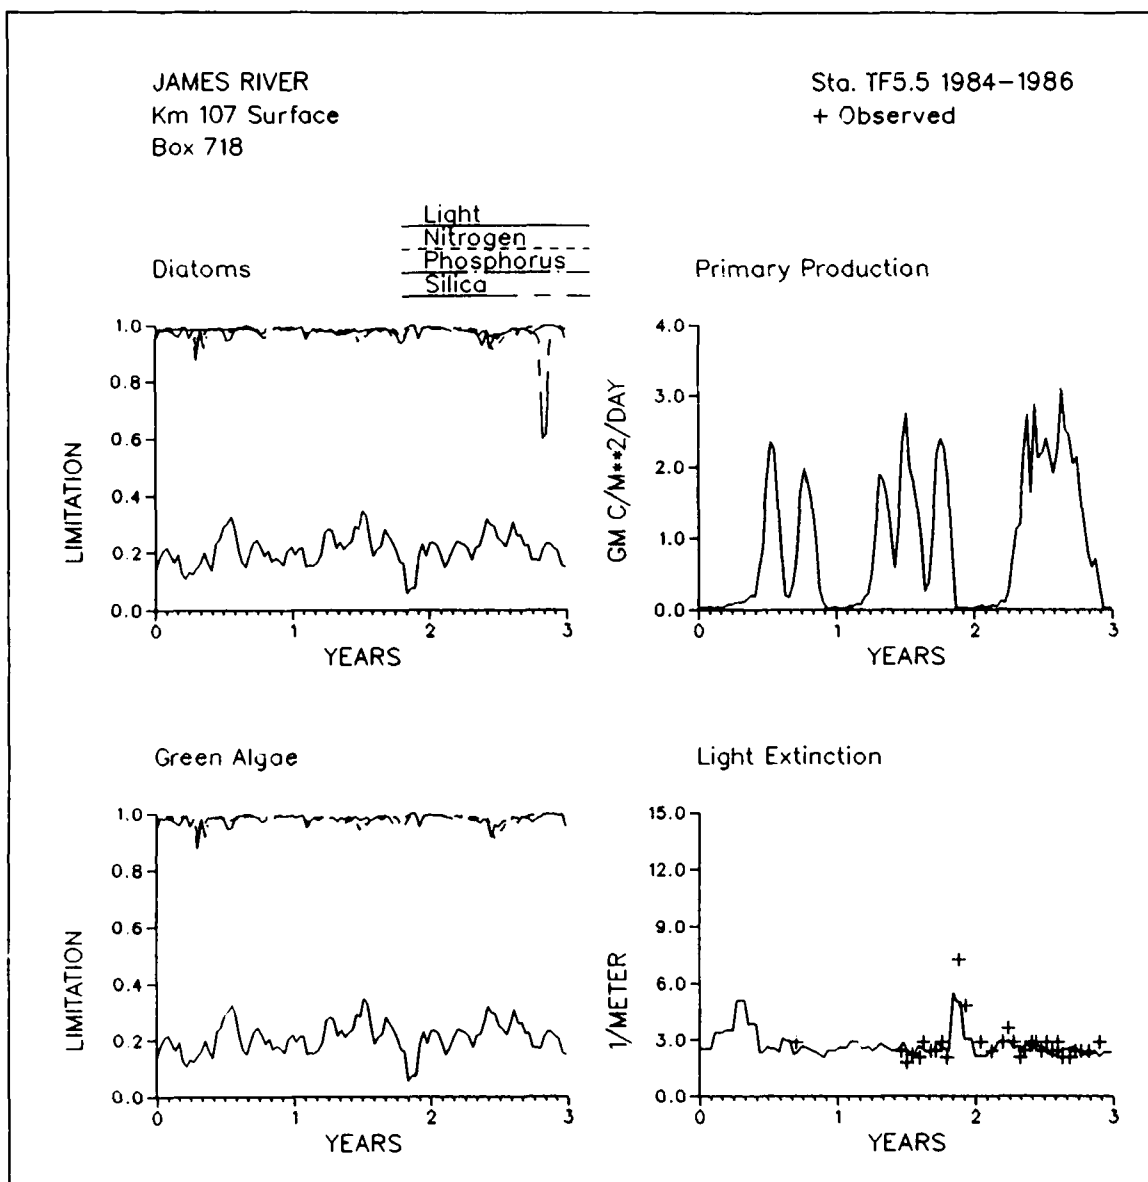 JAMES RIVER
Km 107 Surface
Box 718
Sta. TF5.5 1984-1986
+ Observed
Light
Nitrogen
Phosphorus
Silica
Diatoms
1.0
0.8
0.6
0.4
0.2
0.0
LIMITATION
0 1 2 3
YEARS
Primary Production
4.0
3.0
2.0
1.0
0.0
GM C/M**2/DAY
0 1 2 3
YEARS
Green Algae
1.0
0.8
0.6
0.4
0.2
0.0
LIMITATION
0 1 2 3
YEARS
Light Extinction
15.0
12.0
9.0
6.0
3.0
0.0
1/METER
0 1 2 3
YEARS